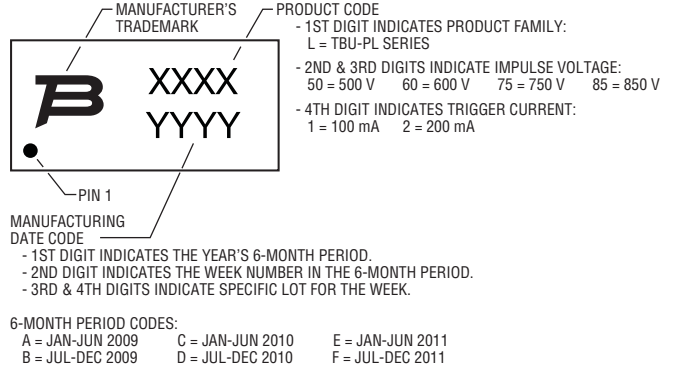 MANUFACTURER'S
TRADEMARK
PRODUCT CODE
- 1ST DIGIT INDICATES PRODUCT FAMILY:
L = TBU-PL SERIES
- 2ND & 3RD DIGITS INDICATE IMPULSE VOLTAGE:
50 = 500 V 60 = 600 V 75 = 750 V 85 = 850 V
- 4TH DIGIT INDICATES TRIGGER CURRENT:
1 = 100 mA 2 = 200 mA
XXXX
YYYY
PIN 1
MANUFACTURING
DATE CODE
- 1ST DIGIT INDICATES THE YEAR'S 6-MONTH PERIOD.
- 2ND DIGIT INDICATES THE WEEK NUMBER IN THE 6-MONTH PERIOD.
- 3RD & 4TH DIGITS INDICATE SPECIFIC LOT FOR THE WEEK.
6-MONTH PERIOD CODES:
A = JAN-JUN 2009 C = JAN-JUN 2010 E = JAN-JUN 2011
B = JUL-DEC 2009 D = JUL-DEC 2010 F = JUL-DEC 2011